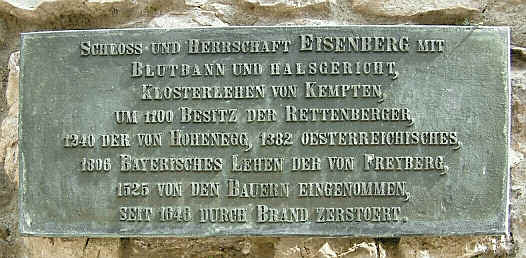 Schloss- und Herrschaft Eisenberg mit
Blutbann und Halsgericht,
Klosterlehen von Kempten,
um 1100 Besitz der Rettenberger,
1240 der von Hohenegg, 1382 oesterreichisches,
1806 Bayerisches Lehen der von Freyberg,
1525 von den Bauern eingenommen,
seit 1646 durch Brand zerstoert.